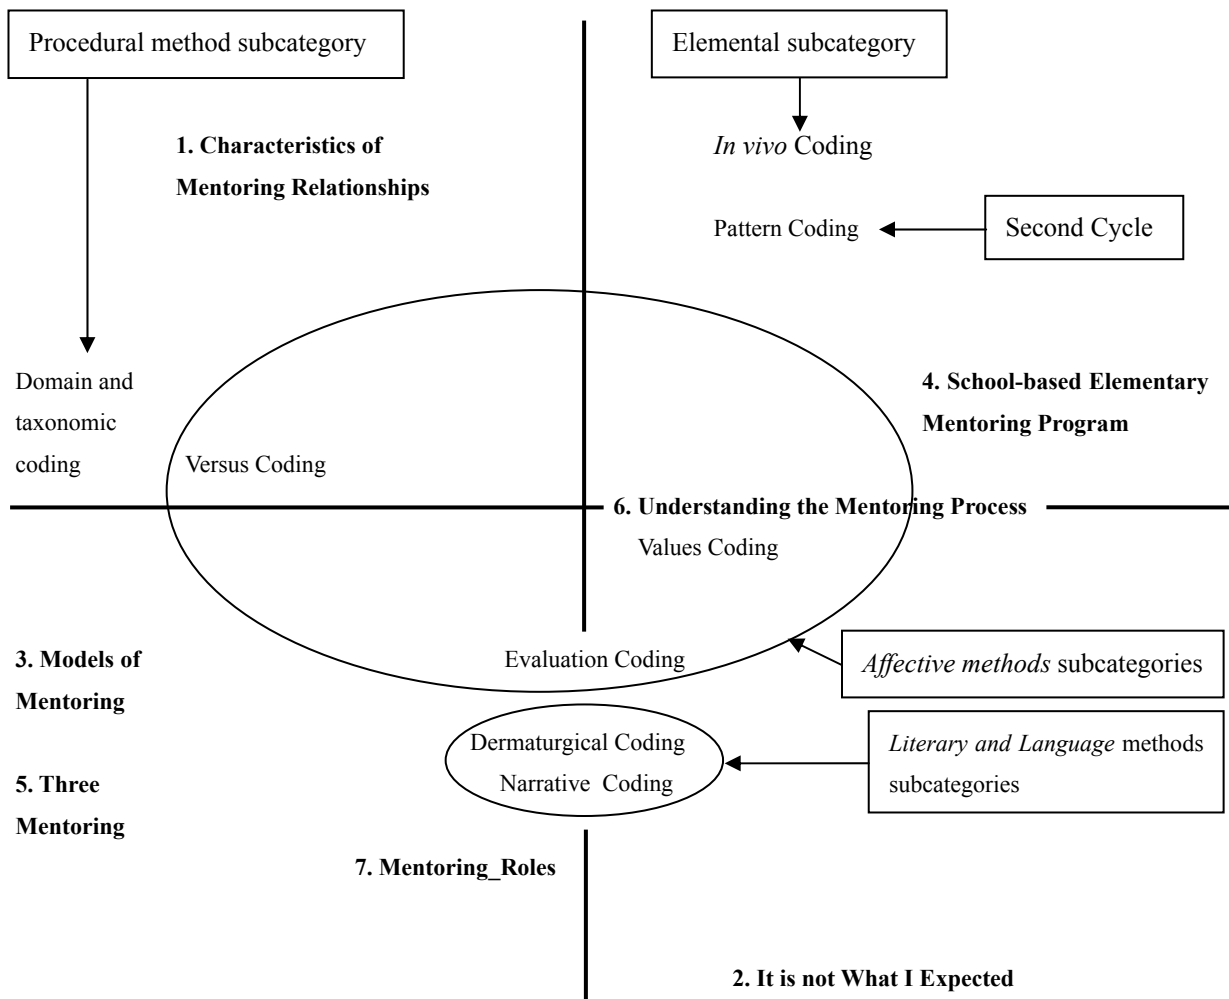 Procedural method subcategory
Elemental subcategory
1. Characteristics of
Mentoring Relationships
In vivo Coding
Pattern Coding
Second Cycle
Domain and
taxonomic
coding
Versus Coding
4. School-based Elementary
Mentoring Program
6. Understanding the Mentoring Process
Values Coding
3. Models of
Mentoring
Evaluation Coding
Affective methods subcategories
Dermaturgical Coding
Narrative Coding
Literary and Language methods
subcategories
5. Three
Mentoring
7. Mentoring_Roles
2. It is not What I Expected